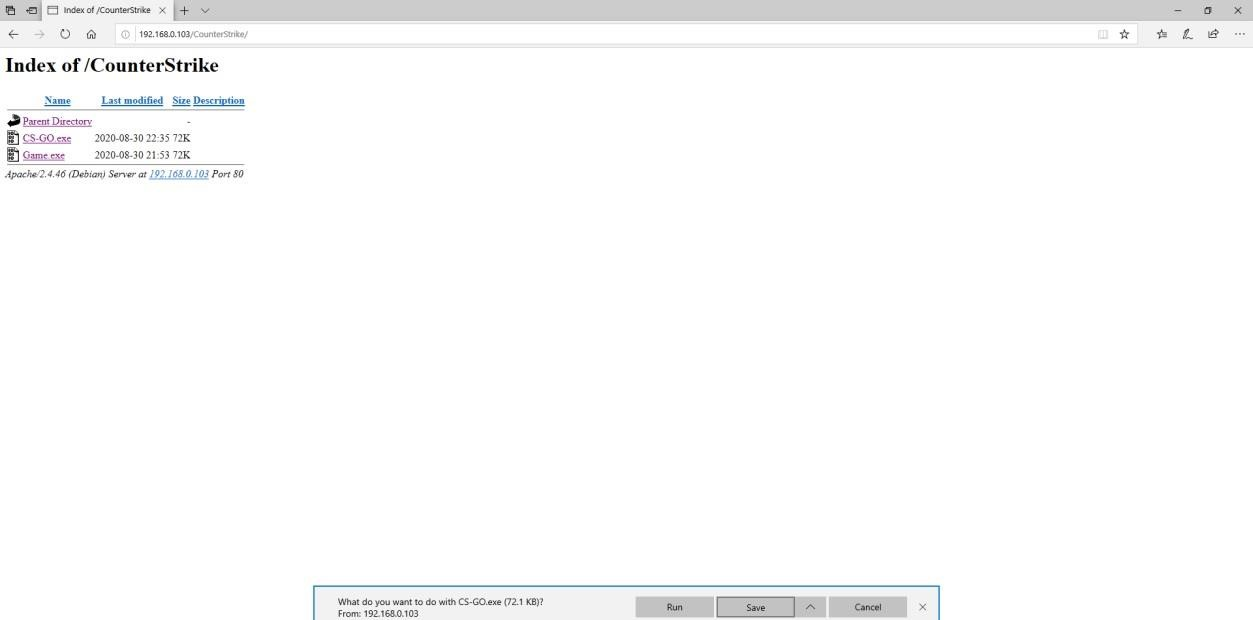 Index of /CounterStrike
192.168.0.103/CounterStrike/
Index of /CounterStrike
Name Last modified Size Description
Parent Directory -
CS-GO.exe 2020-08-30 22:35 72K
Game.exe 2020-08-30 21:53 72K
Apache/2.4.46 (Debian) Server at 192.168.0.103 Port 80
What do you want to do with CS-GO.exe (72.1 KB)?
From: 192.168.0.103
Run Save Cancel